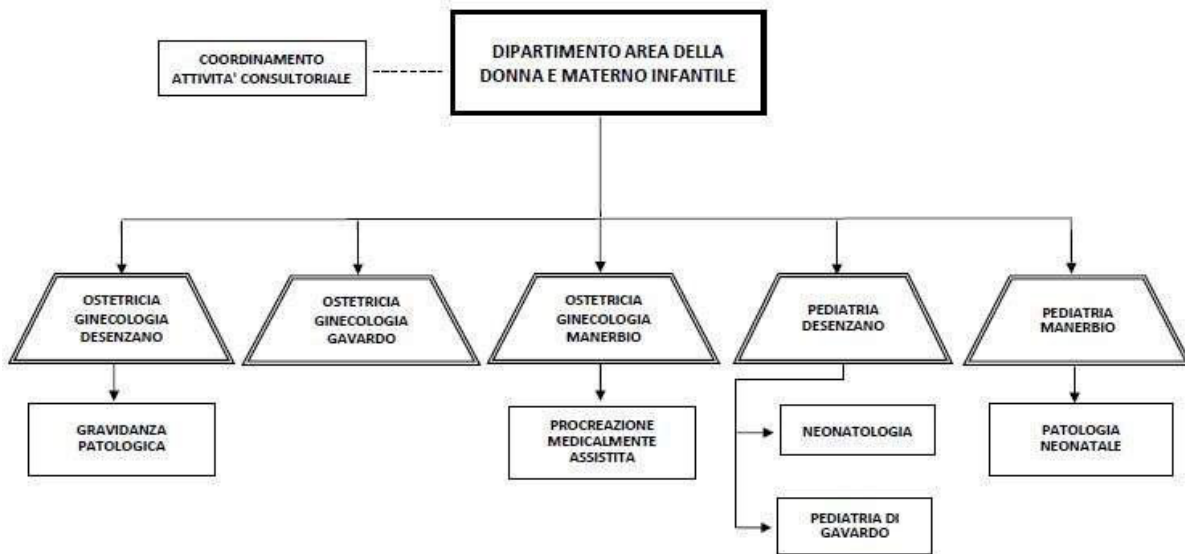 COORDINAMENTO
ATTIVITA' CONSULTORIALE
DIPARTIMENTO AREA DELLA
DONNA E MATERNO INFANTILE
OSTETRICIA
GINECOLOGIA
DESENZANO
OSTETRICIA
GINECOLOGIA
GAVARDO
OSTETRICIA
GINECOLOGIA
MANERBIO
PEDIATRIA
DESENZANO
PEDIATRIA
MANERBIO
GRAVIDANZA
PATOLOGICA
PROCREAZIONE
MEDICALMENTE
ASSISTITA
NEONATOLOGIA
PATOLOGIA
NEONATALE
PEDIATRIA DI
GAVARDO